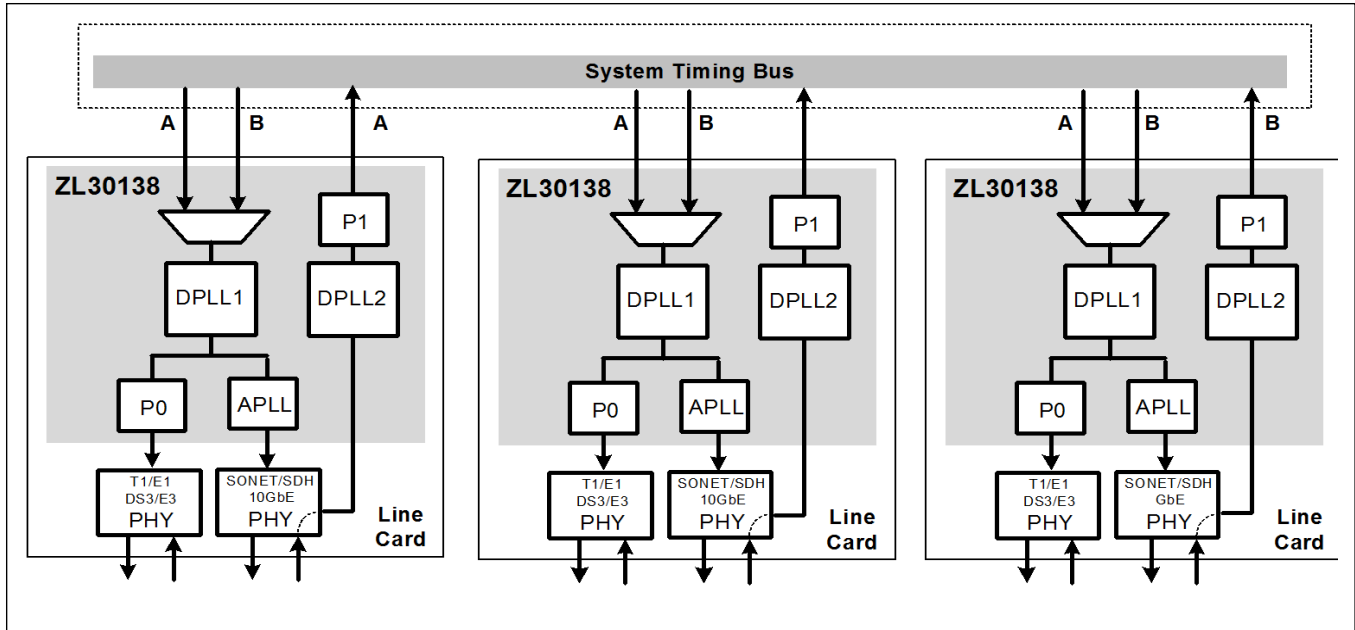 System Timing Bus
A B A
A B
A B B
ZL30138
ZL30138
ZL30138
P1
P1
P1
DPLL1 DPLL2
DPLL1 DPLL2
DPLL1 DPLL2
P0 APLL
P0 APLL
P0 APLL
T1/E1
DS3/E3
PHY
SONET/SDH
10GbE
PHY
Line
Card
T1/E1
DS3/E3
PHY
SONET/SDH
10GbE
PHY
Line
Card
T1/E1
DS3/E3
PHY
SONET/SDH
GbE
PHY
Line
Card